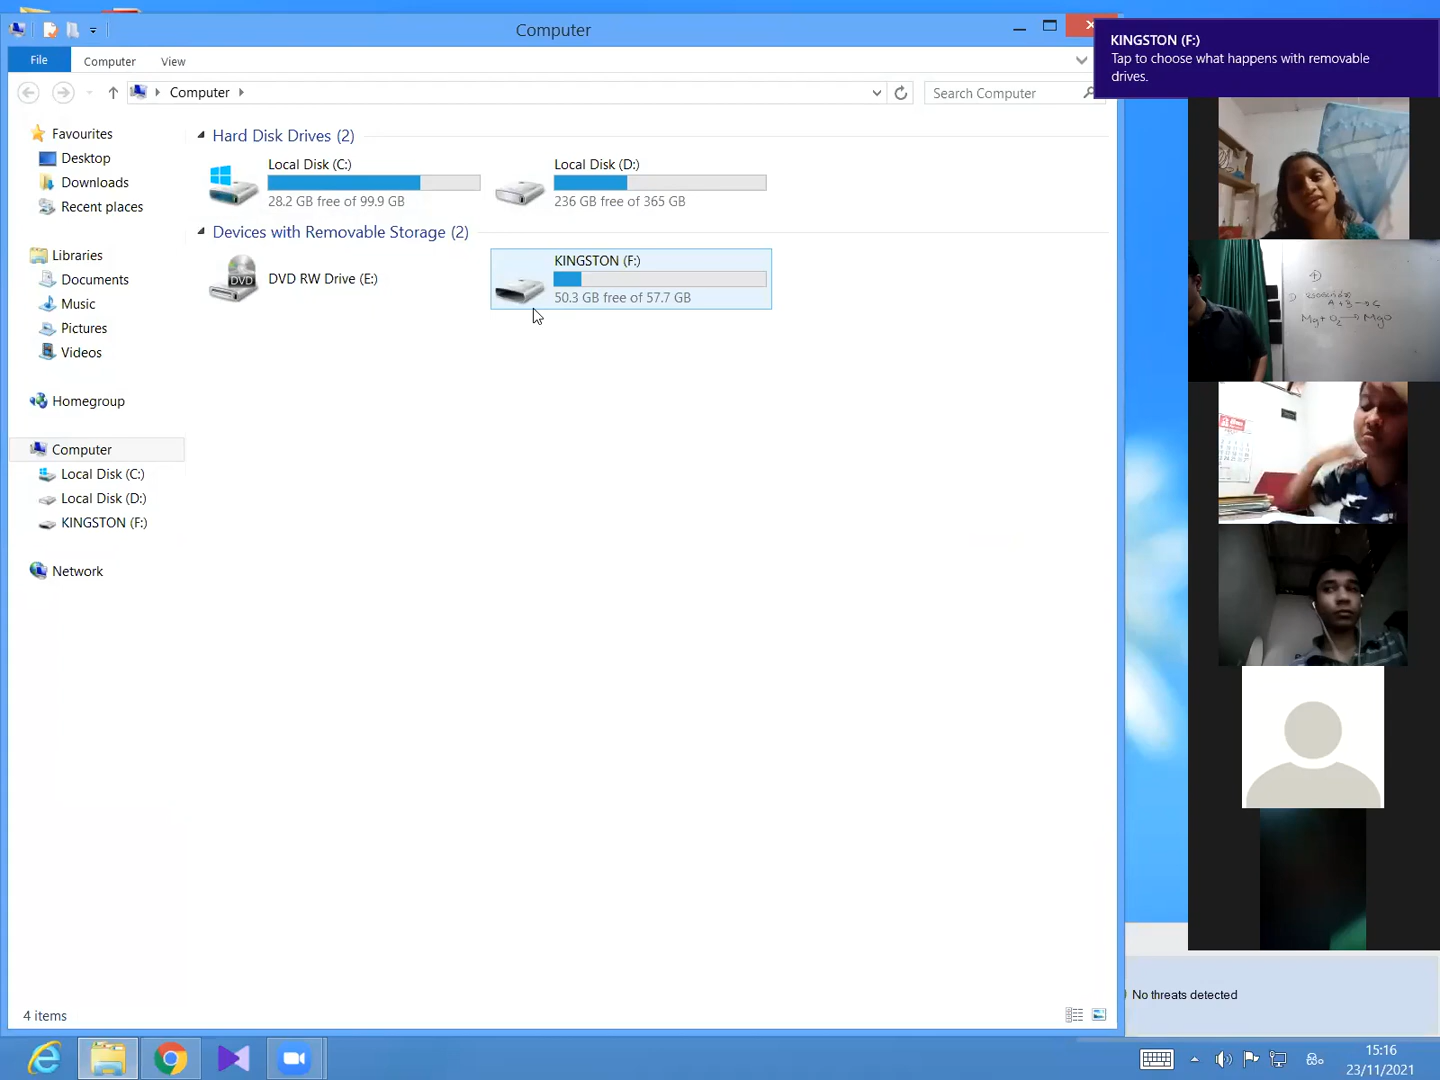 Computer
KINGSTON (F:)
Tap to choose what happens with removable
drives.
File
Computer
View
Computer
Search Computer
Favourites
Desktop
Downloads
Recent places
Libraries
Documents
Music
Pictures
Videos
Homegroup
Computer
Local Disk (C:)
Local Disk (D:)
KINGSTON (F:)
Network
Hard Disk Drives (2)
Local Disk (C:)
28.2 GB free of 99.9 GB
Local Disk (D:)
236 GB free of 365 GB
Devices with Removable Storage (2)
DVD
DVD RW Drive (E:)
KINGSTON (F:)
50.3 GB free of 57.7 GB
A + B → C
Mg + O₂ → MgO
No threats detected
4 items
15:16
23/11/2021